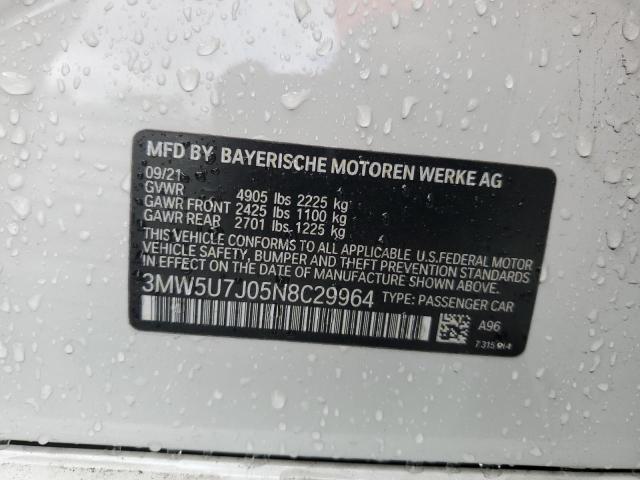 MFD BY BAYERISCHE MOTOREN WERKE AG
09/21
GVWR 4905 lbs 2225 kg
GAWR FRONT 2425 lbs 1100 kg
GAWR REAR 2701 lbs 1225 kg
THIS VEHICLE CONFORMS TO ALL APPLICABLE U.S.FEDERAL MOTOR
VEHICLE SAFETY, BUMPER AND THEFT PREVENTION STANDARDS
IN EFFECT ON THE DATE OF MANUFACTURE SHOWN ABOVE.
3MW5U7J05N8C29964 TYPE: PASSENGER CAR
A96